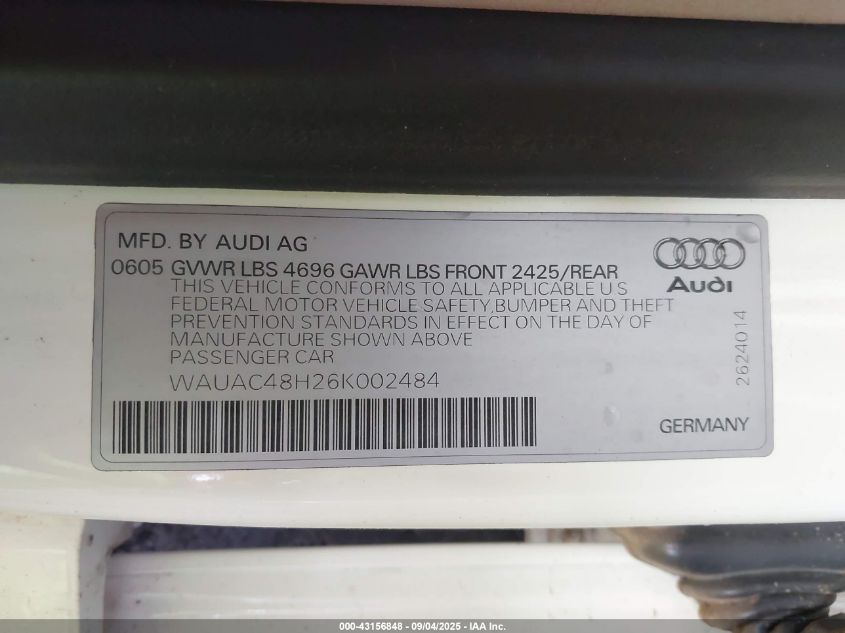 MFD. BY AUDI AG
0605 GVWR LBS 4696 GAWR LBS FRONT 2425/REAR
THIS VEHICLE CONFORMS TO ALL APPLICABLE U S
FEDERAL MOTOR VEHICLE SAFETY,BUMPER AND THEFT
PREVENTION STANDARDS IN EFFECT ON THE DAY OF
MANUFACTURE SHOWN ABOVE
PASSENGER CAR
WAUAC48H26K002484
Audi
2624014
GERMANY
000-43156848 - 09/04/2025 - IAA Inc.